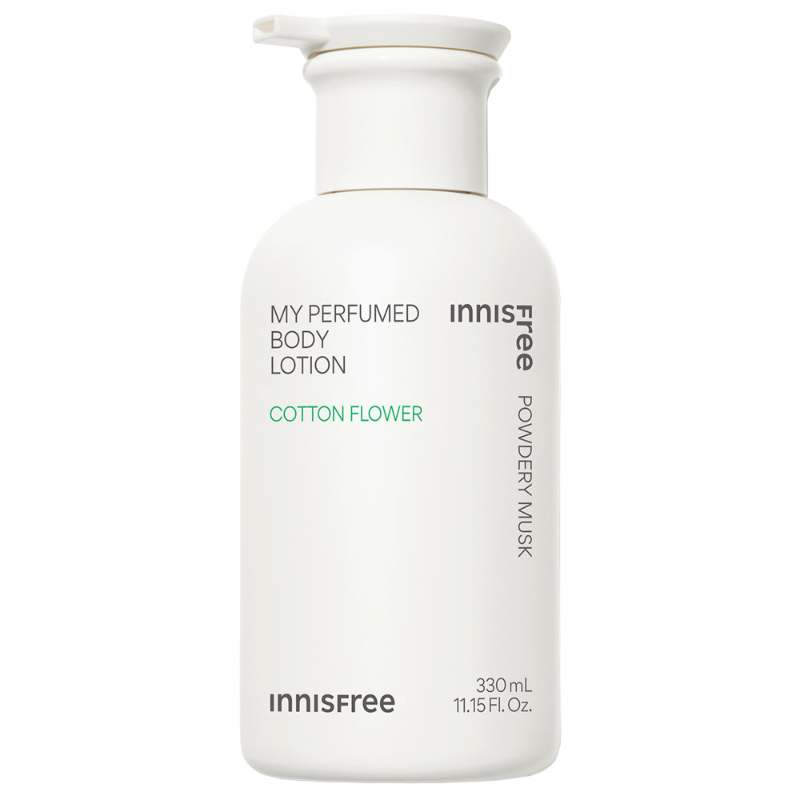 MY PERFUMED
BODY
LOTION
COTTON FLOWER
INNISFree
POWDERY MUSK
INNISFree
330 mL
11.15 Fl. Oz.